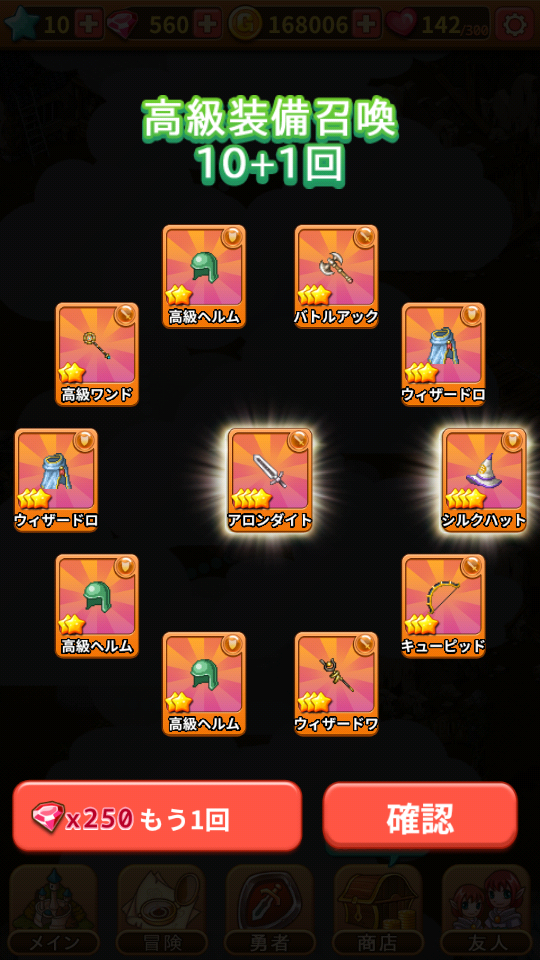 10
560
G 168006
142/300
高級装備召喚
10+1回
高級ヘルム
バトルアック
高級ワンド
ウィザードロ
ウィザードロ
アロンダイト
シルクハット
高級ヘルム
キューピッド
高級ヘルム
ウィザードワ
x250 もう1回
確認
メイン
冒険
勇者
商店
友人